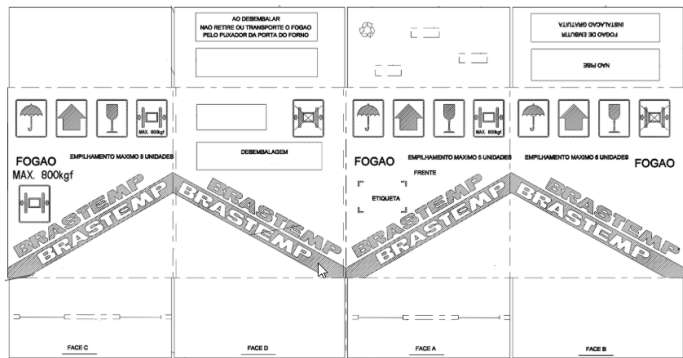 AO DESEMBALAR
NAO RETIRE OU TRANSPORTE O FOGAO
PELO PUXADOR DA PORTA DO FORNO
FOGAO DE EMBUTIR
INSTALACAO GRATUITA
NAO PISE
MAX. 800kgf
FOGAO
EMPILHAMENTO MAXIMO 5 UNIDADES
MAX. 800kgf
BRASTEMP
BRASTEMP
FACE C
DESEMBALAGEM
BRASTEMP
BRASTEMP
FACE D
MAX. 800kgf
FOGAO
EMPILHAMENTO MAXIMO 5 UNIDADES
FRENTE
ETIQUETA
BRASTEMP
BRASTEMP
FACE A
EMPILHAMENTO MAXIMO 5 UNIDADES
FOGAO
BRASTEMP
BRASTEMP
FACE B